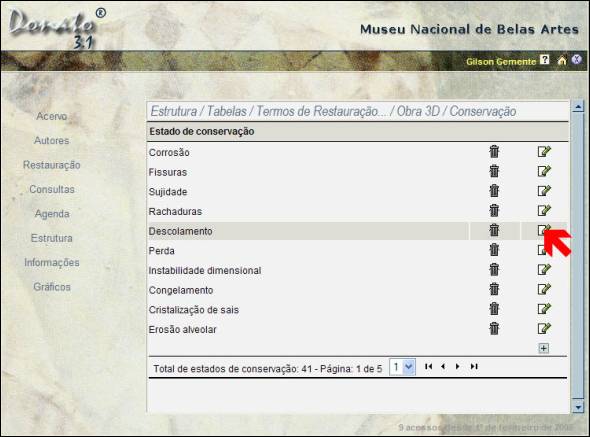 Donato ®
3.1
Museu Nacional de Belas Artes
Gilson Gemente ? X
Acervo
Autores
Restauração
Consultas
Agenda
Estrutura
Informações
Gráficos
Estrutura / Tabelas / Termos de Restauração... / Obra 3D / Conservação
Estado de conservação
Corrosão
Fissuras
Sujidade
Rachaduras
Descolamento
Perda
Instabilidade dimensional
Congelamento
Cristalização de sais
Erosão alveolar
Total de estados de conservação: 41 - Página: 1 de 5 1
9 acessos desde 1º de fevereiro de